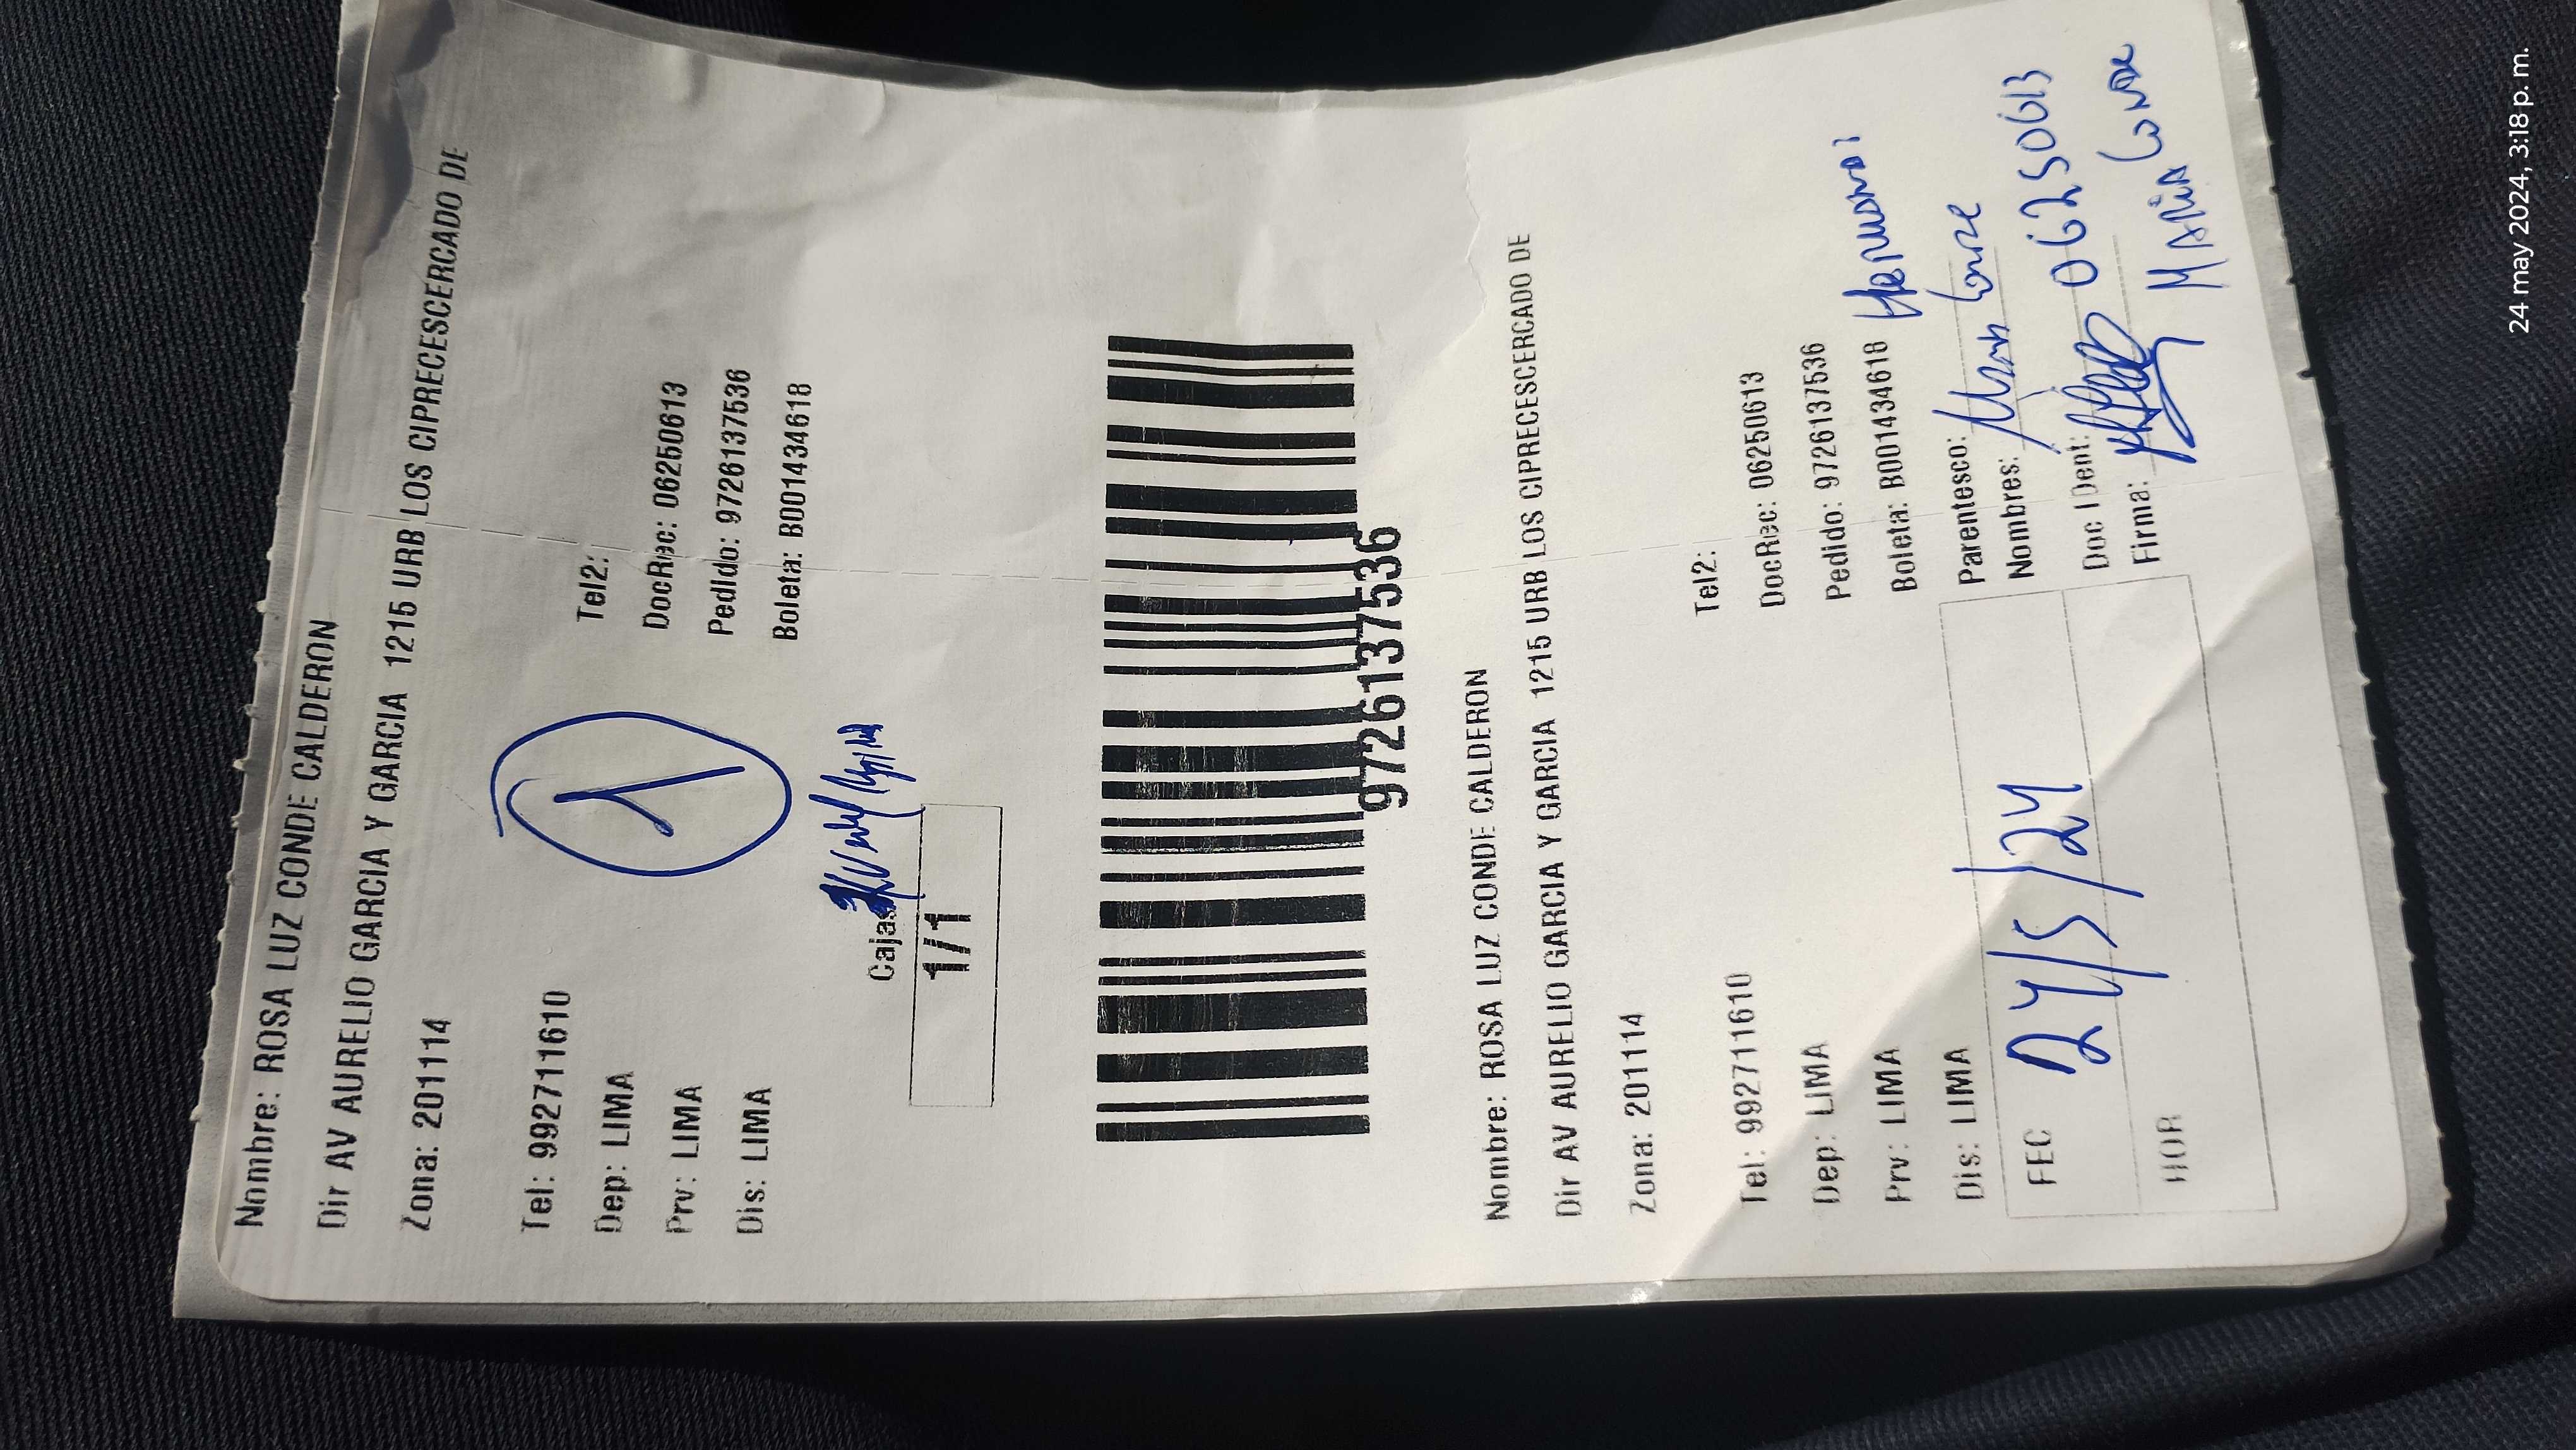 Nombre: ROSA LUZ CONDE CALDERON
Dir AV AURELIO GARCIA Y GARCIA 1215 URB LOS CIPRECESCERCADO DE
Zona: 201114
Tel: 992711610
Tel2:
Dep: LIMA
DocRec: 06250613
Prv: LIMA
Pedido: 9726137536
Dis: LIMA
Boleta: B001434618
1
Cajas
1/1
9726137536
Nombre: ROSA LUZ CONDE CALDERON
Dir AV AURELIO GARCIA Y GARCIA 1215 URB LOS CIPRECESCERCADO DE
Zona: 201114
Tel: 992711610
Tel2:
Dep: LIMA
DocRec: 06250613
Prv: LIMA
Pedido: 9726137536
Dis: LIMA
Boleta: B001434618
FEC 24/5/24
HOR
Parentesco:
Nombres:
Doc IDent: 06250613
Firma: MARIA
24 may 2024, 3:18 p. m.